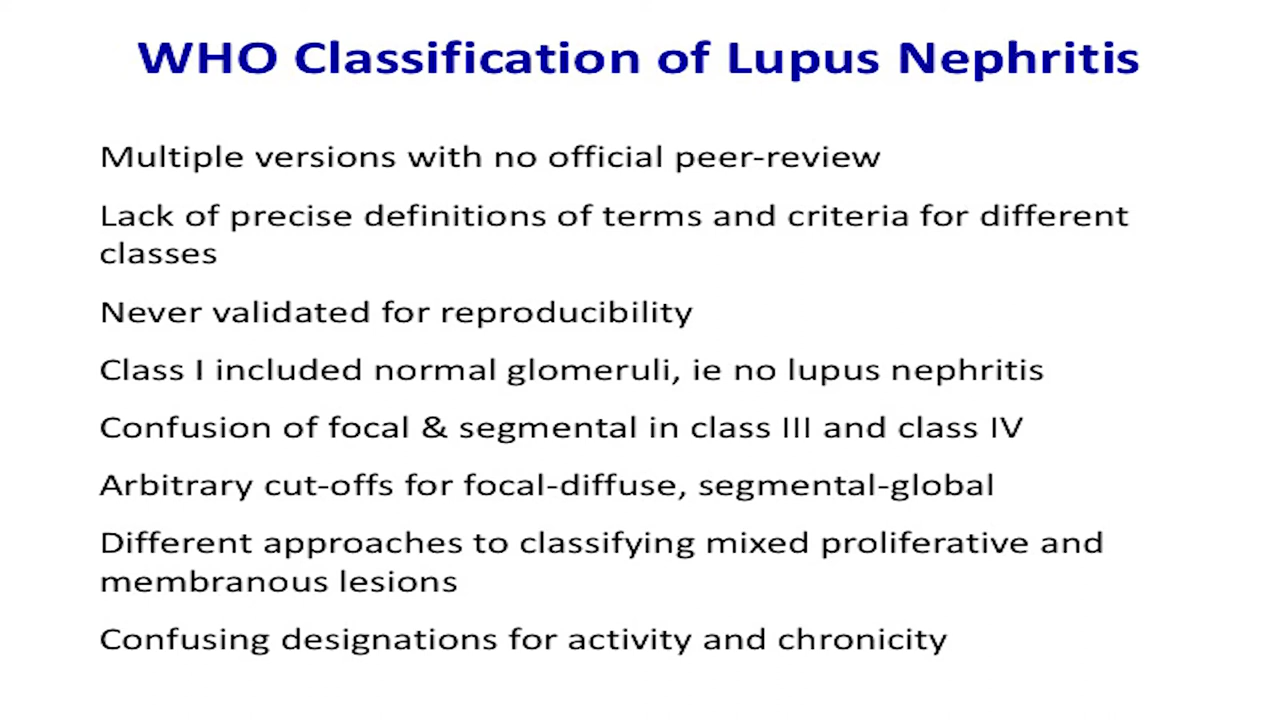 WHO Classification of Lupus Nephritis
Multiple versions with no official peer-review
Lack of precise definitions of terms and criteria for different
classes
Never validated for reproducibility
Class I included normal glomeruli, ie no lupus nephritis
Confusion of focal & segmental in class III and class IV
Arbitrary cut-offs for focal-diffuse, segmental-global
Different approaches to classifying mixed proliferative and
membranous lesions
Confusing designations for activity and chronicity